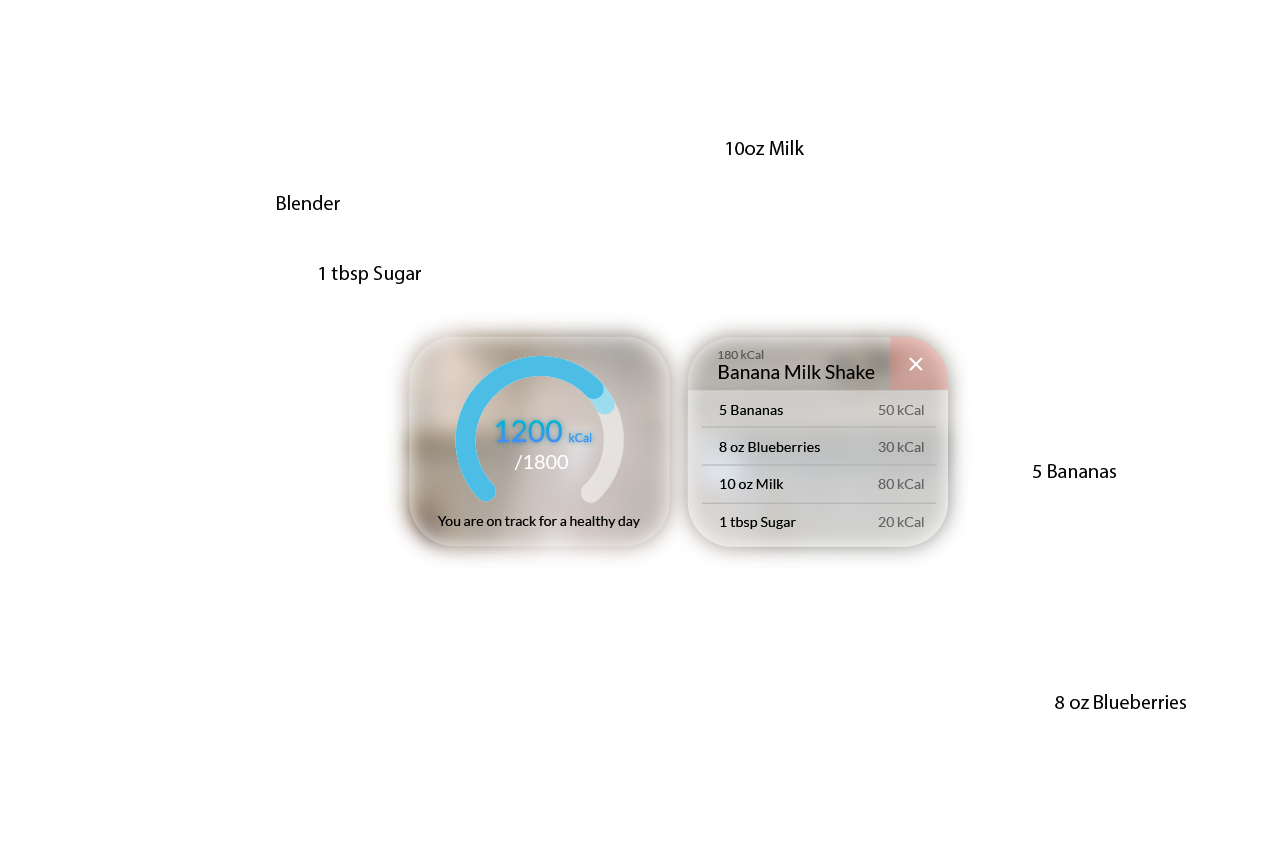 10oz Milk
Blender
1 tbsp Sugar
1200 kCal
/1800
You are on track for a healthy day
180 kCal
Banana Milk Shake
5 Bananas 50 kCal
8 oz Blueberries 30 kCal
10 oz Milk 80 kCal
1 tbsp Sugar 20 kCal
5 Bananas
8 oz Blueberries